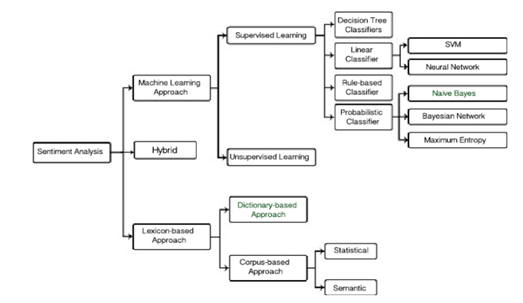 Decision Tree
Classifiers
Supervised Learning
Linear
Classifier
SVM
Neural Network
Machine Learning
Approach
Rule-based
Classifier
Naive Bayes
Probabilistic
Classifier
Bayesian Network
Maximum Entropy
Sentiment Analysis
Hybrid
Unsupervised Learning
Dictionary-based
Approach
Lexicon-based
Approach
Corpus-based
Approach
Statistical
Semantic